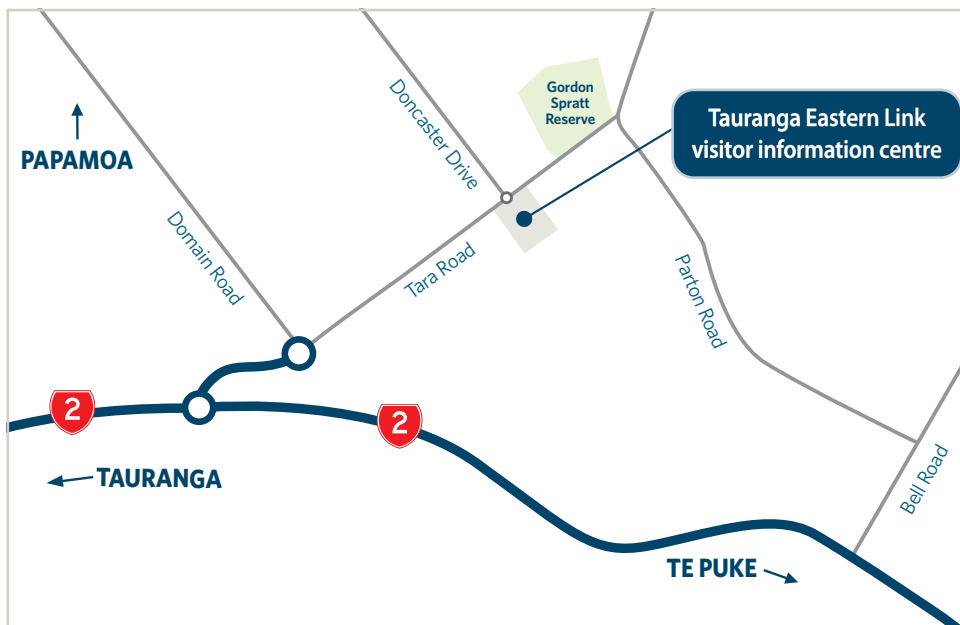 Gordon
Spratt
Reserve
Tauranga Eastern Link
visitor information centre
Doncaster Drive
PAPAMOA
Domain Road
Tara Road
Parton Road
2
2
TAURANGA
Bell Road
TE PUKE